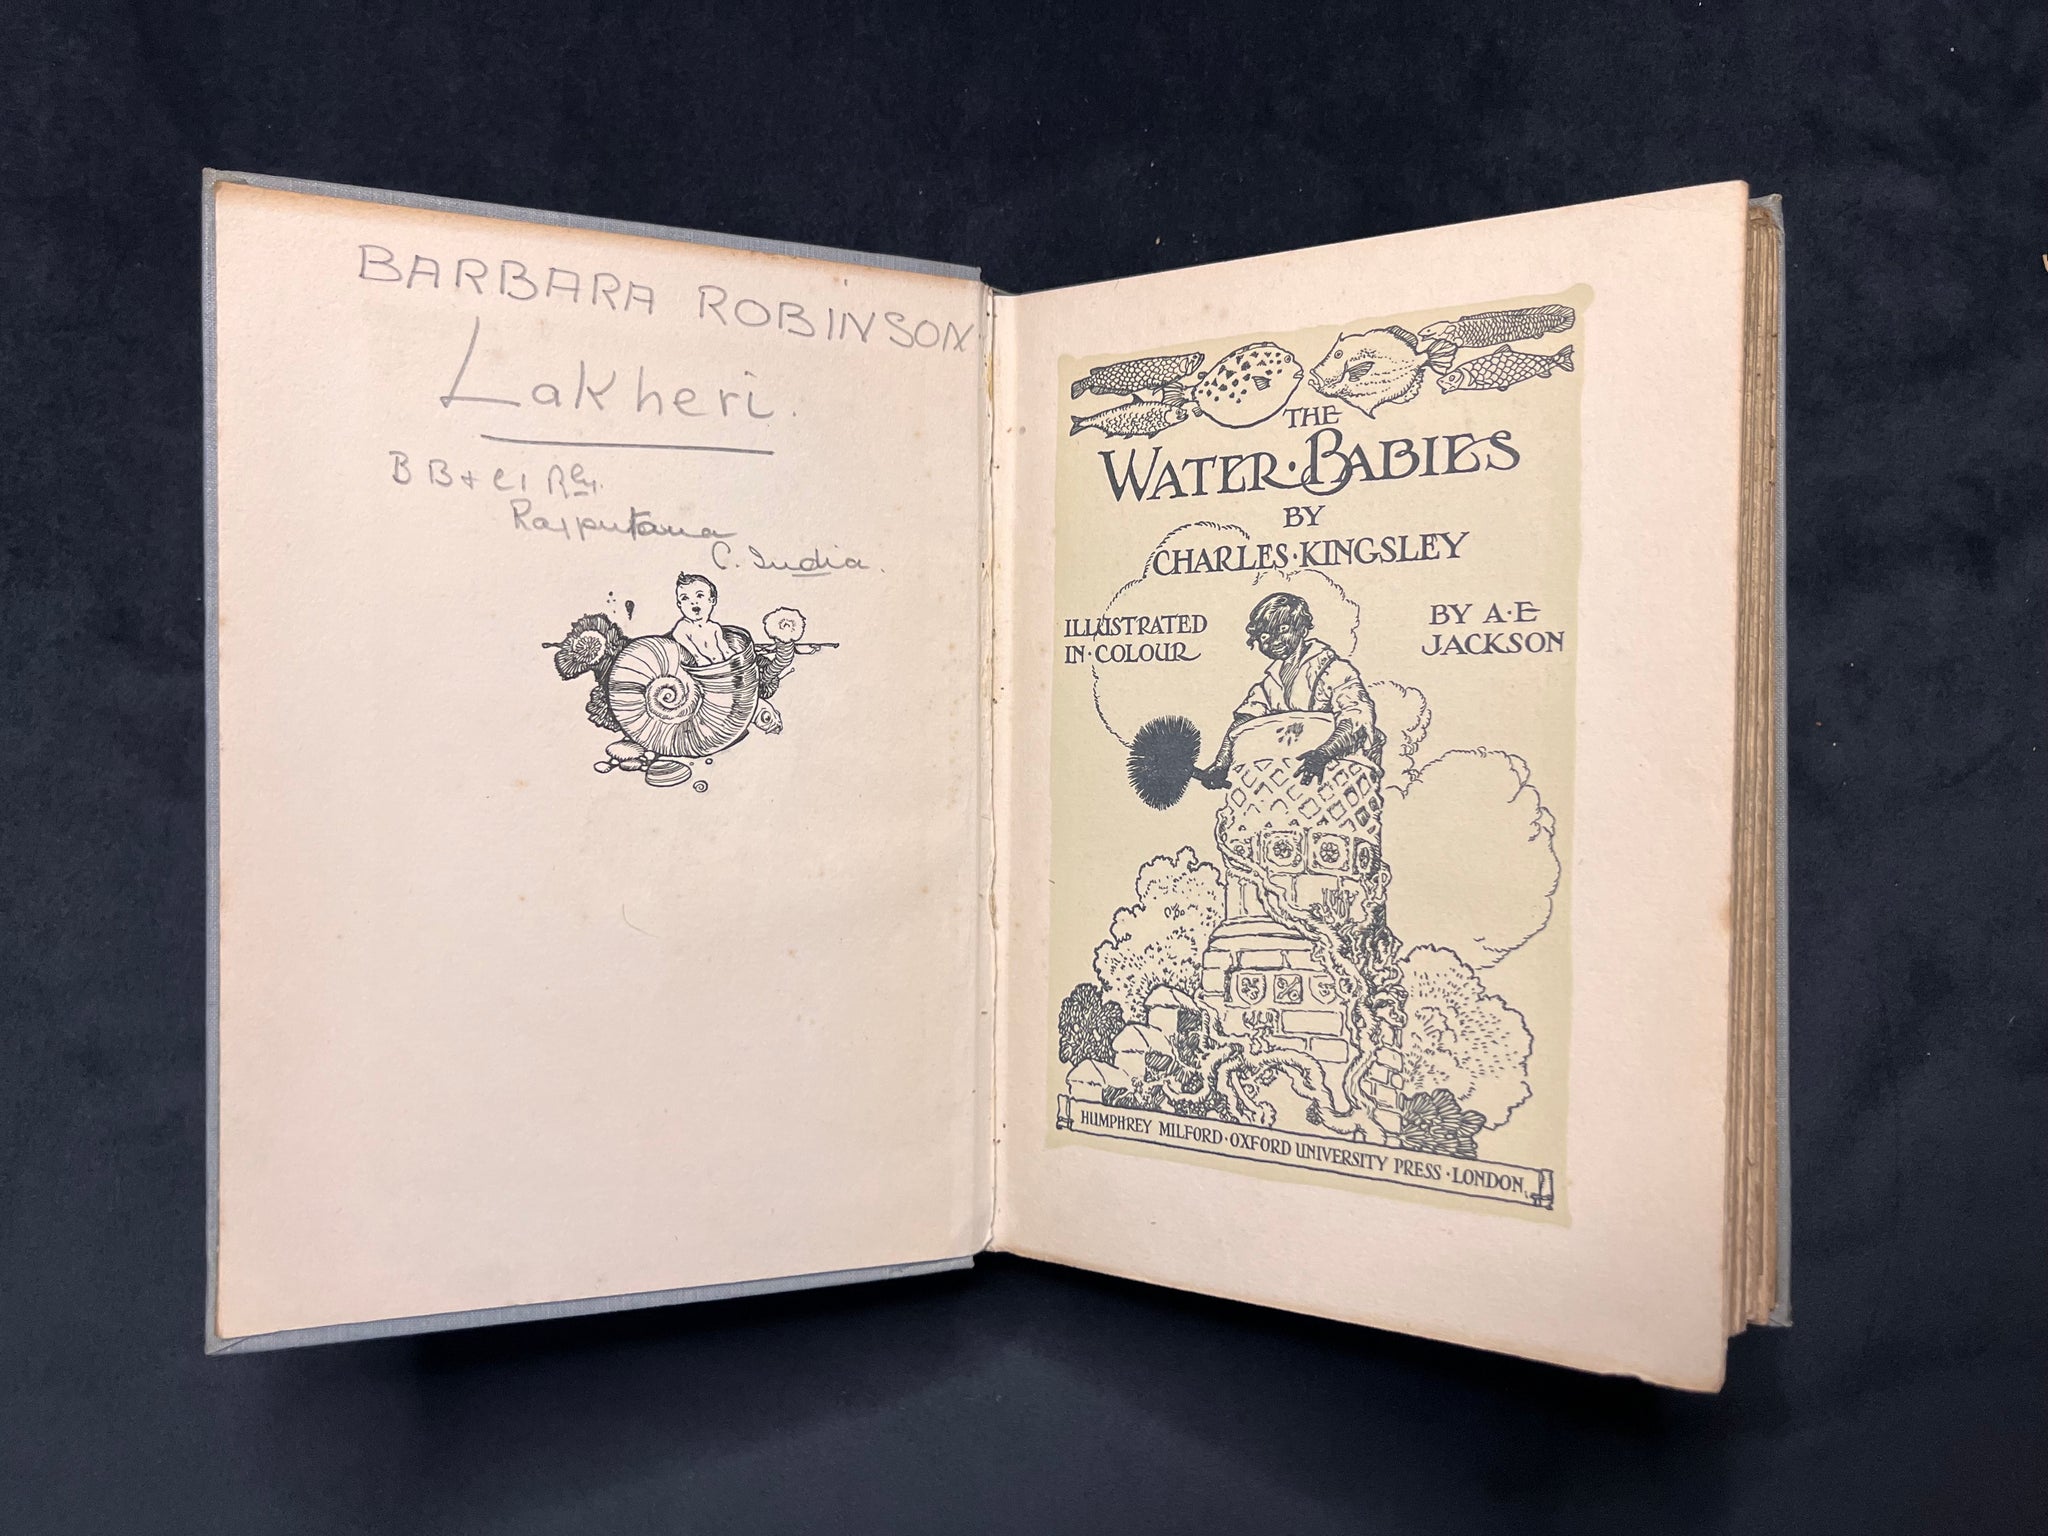 BARBARA ROBINSON
Lakheri.
B B + CI Rly.
Rajputana
C. India.
THE
WATER·BABIES
BY
CHARLES·KINGSLEY
ILLUSTRATED
IN·COLOUR
BY A·E
JACKSON
HUMPHREY MILFORD·OXFORD UNIVERSITY PRESS·LONDON.